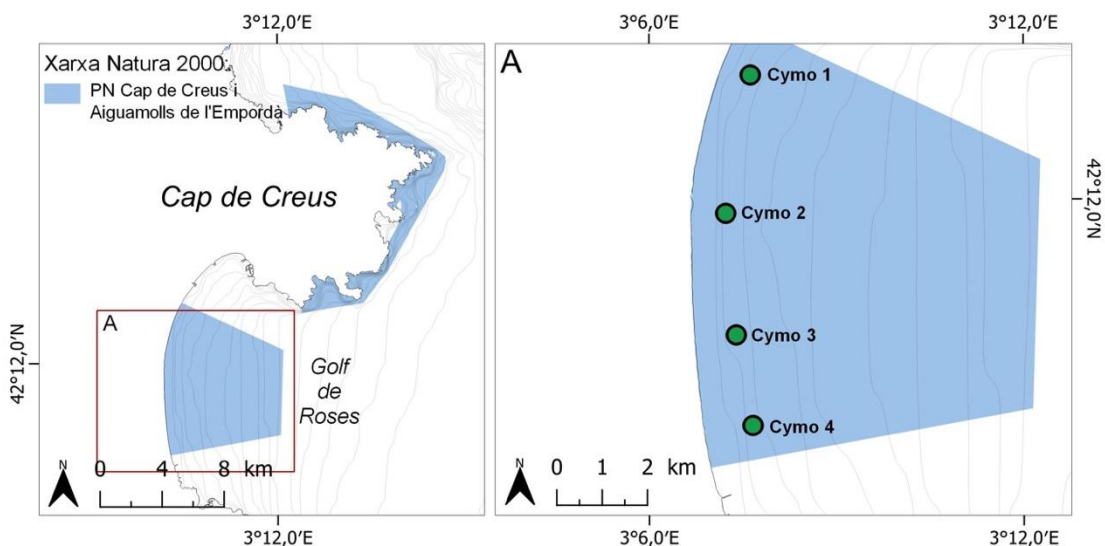 3°12,0'E
Xarxa Natura 2000:
PN Cap de Creus i
Aiguamolls de l'Empordà
Cap de Creus
A
Golf
de
Roses
42°12,0'N
N
0 4 8 km
3°12,0'E
3°6,0'E 3°12,0'E
A
Cymo 1
Cymo 2
42°12,0'N
Cymo 3
Cymo 4
N
0 1 2 km
3°6,0'E 3°12,0'E